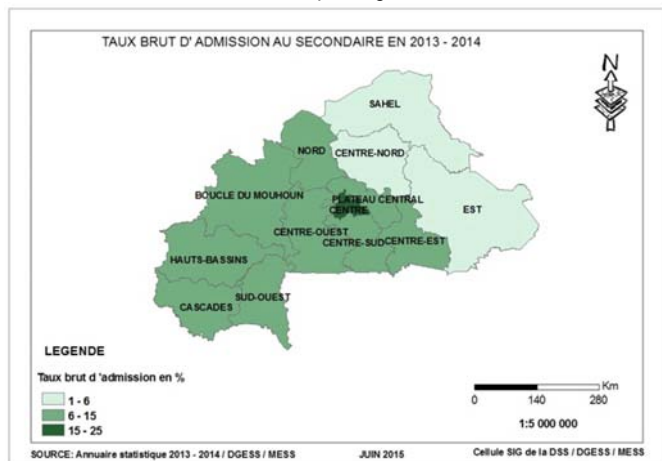 TAUX BRUT D' ADMISSION AU SECONDAIRE EN 2013 - 2014
N
SAHEL
NORD
CENTRE-NORD
BOUCLE DU MOUHOUN
PLATEAU CENTRAL
CENTRE
EST
CENTRE-OUEST
CENTRE-SUD
CENTRE-EST
HAUTS-BASSINS
SUD-OUEST
CASCADES
LEGENDE
Taux brut d 'admission en %
1 - 6
6 - 15
15 - 25
Km
0 140 280
1:5 000 000
SOURCE: Annuaire statistique 2013 - 2014 / DGESS / MESS JUIN 2015 Cellule SIG de la DSS / DGESS / MESS